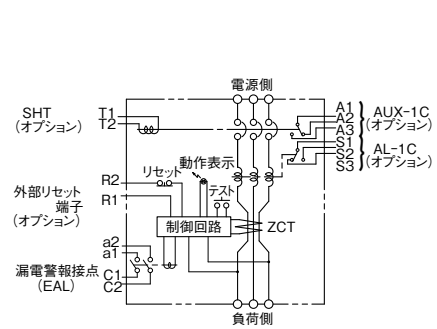 電源側
SHT
(オプション)
T1
T2
A1
A2
A3
AUX-1C
(オプション)
S1
S2
S3
AL-1C
(オプション)
動作表示
リセット
テスト
R2
R1
外部リセット
端子
(オプション)
制御回路
ZCT
a2
a1
漏電警報接点
(EAL)
C1
C2
負荷側